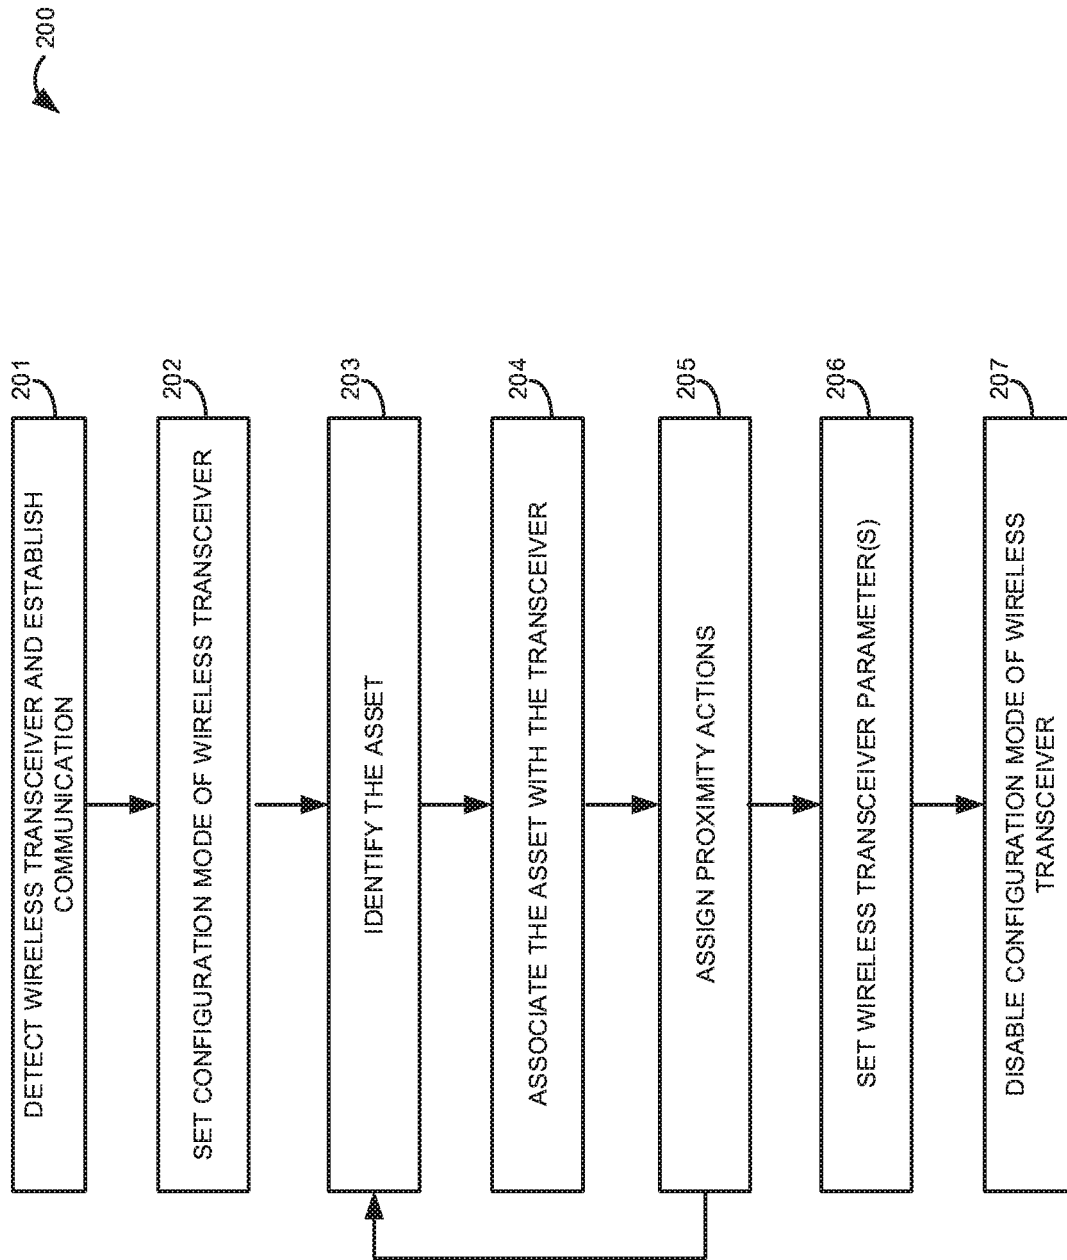 200
201
DETECT WIRELESS TRANSCEIVER AND ESTABLISH
COMMUNICATION
202
SET CONFIGURATION MODE OF WIRELESS TRANSCEIVER
203
IDENTIFY THE ASSET
204
ASSOCIATE THE ASSET WITH THE TRANSCEIVER
205
ASSIGN PROXIMITY ACTIONS
206
SET WIRELESS TRANSCEIVER PARAMETER(S)
207
DISABLE CONFIGURATION MODE OF WIRELESS
TRANSCEIVER